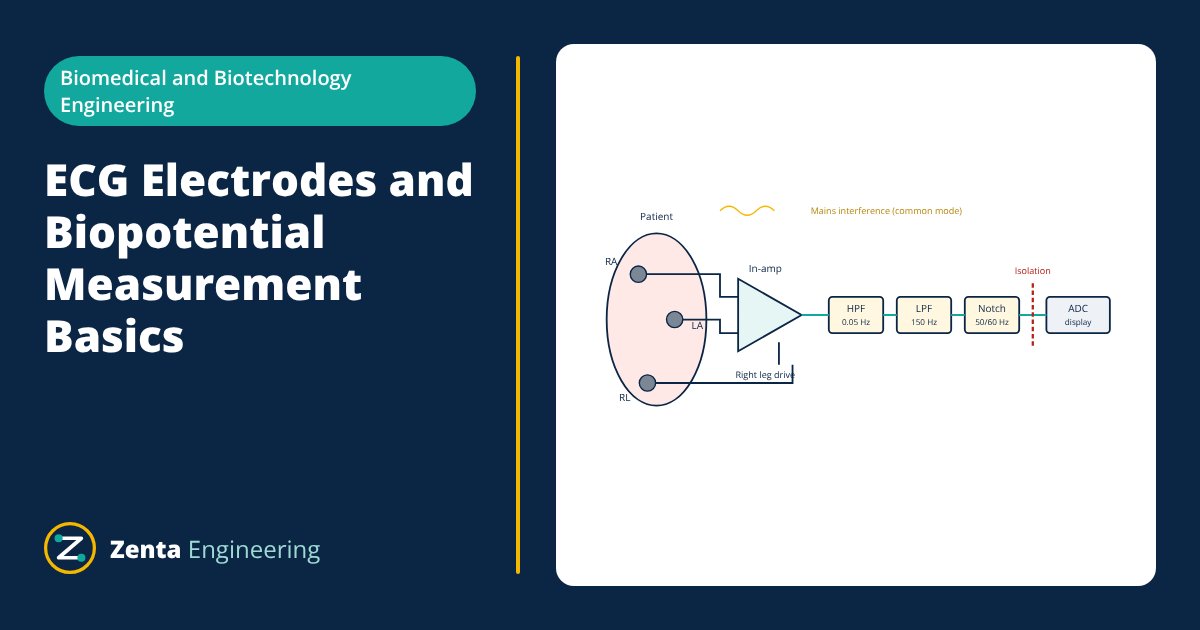 Biomedical and Biotechnology
Engineering
ECG Electrodes and
Biopotential
Measurement
Basics
Zenta Engineering
Patient
Mains interference (common mode)
RA
In-amp
Isolation
HPF
0.05 Hz
LPF
150 Hz
Notch
50/60 Hz
ADC
display
LA
Right leg drive
RL